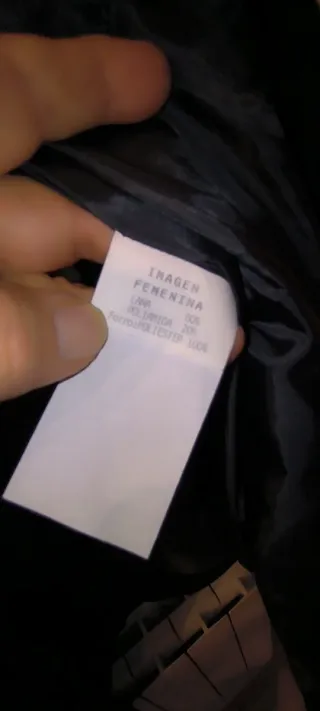 IMAGEN
FEMENINA
LANA 80%
POLIAMIDA 20%
Forro:POLIESTER 100%